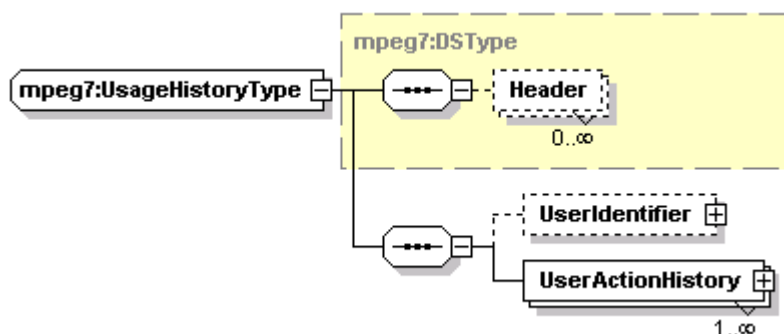 mpeg7:DSType
mpeg7:UsageHistoryType
Header
0..∞
UserIdentifier
UserActionHistory
1..∞